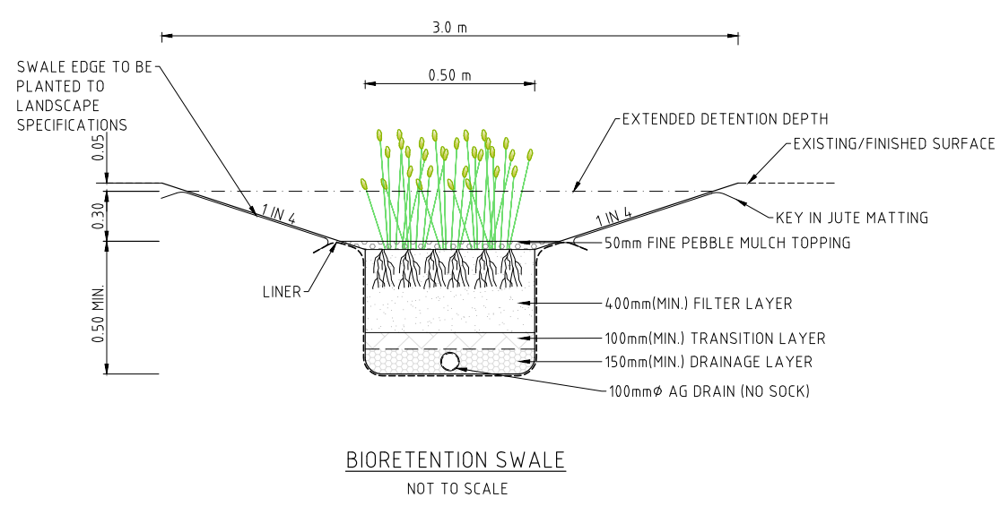 3.0 m
SWALE EDGE TO BE
PLANTED TO
LANDSCAPE
SPECIFICATIONS
0.50 m
EXTENDED DETENTION DEPTH
EXISTING/FINISHED SURFACE
0.05
0.30
1 IN 4
1 IN 4
KEY IN JUTE MATTING
50mm FINE PEBBLE MULCH TOPPING
LINER
0.50 MIN.
400mm(MIN.) FILTER LAYER
100mm(MIN.) TRANSITION LAYER
150mm(MIN.) DRAINAGE LAYER
100mmø AG DRAIN (NO SOCK)
BIORETENTION SWALE
NOT TO SCALE